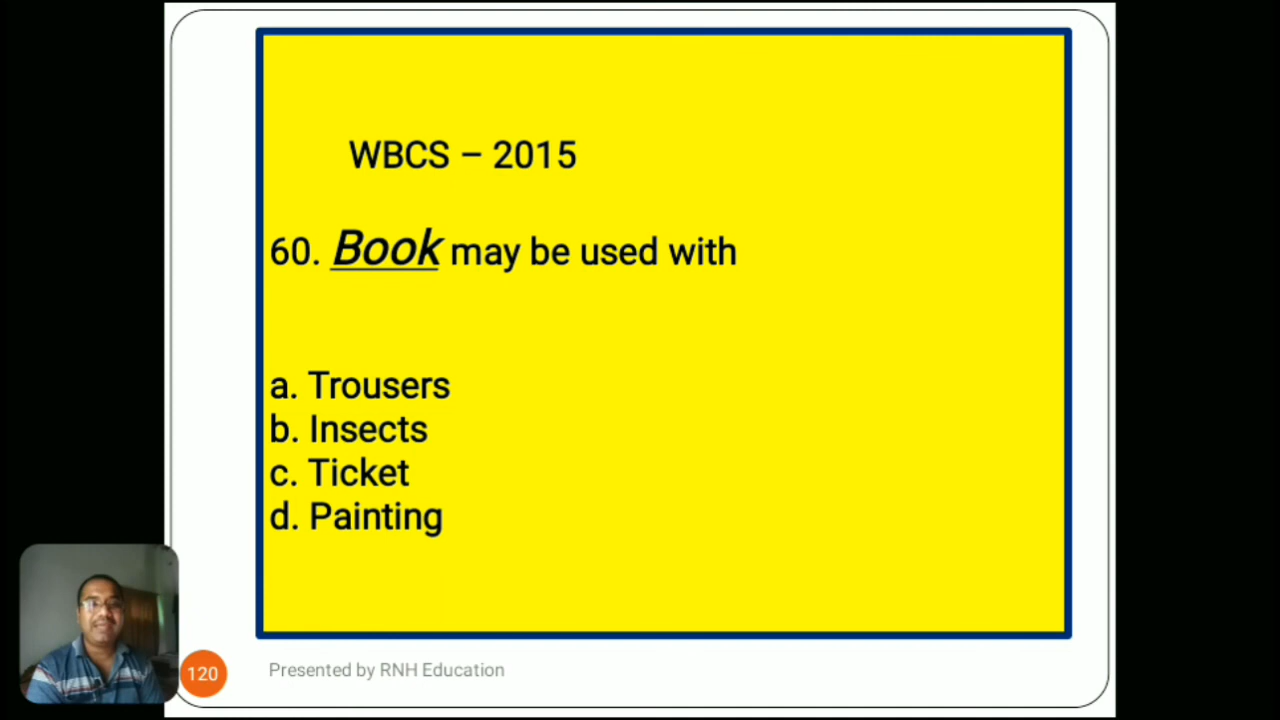 WBCS – 2015
60. Book may be used with
a. Trousers
b. Insects
c. Ticket
d. Painting
120
Presented by RNH Education